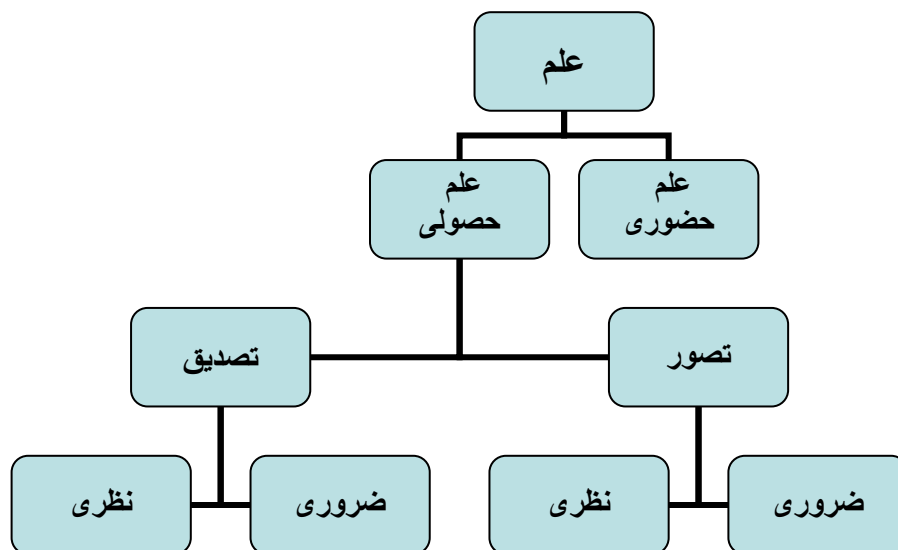 علم
علم
حضوری
علم
حصولی
تصور
تصدیق
ضروری
نظری
ضروری
نظری